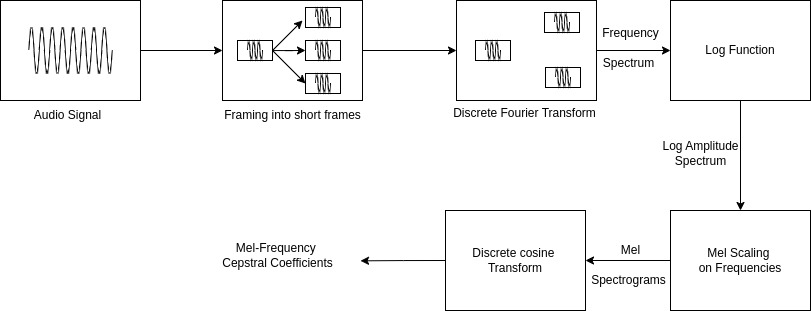 Audio Signal
Framing into short frames
Discrete Fourier Transform
Frequency
Spectrum
Log Function
Log Amplitude
Spectrum
Mel Scaling
on Frequencies
Mel
Spectrograms
Discrete cosine
Transform
Mel-Frequency
Cepstral Coefficients